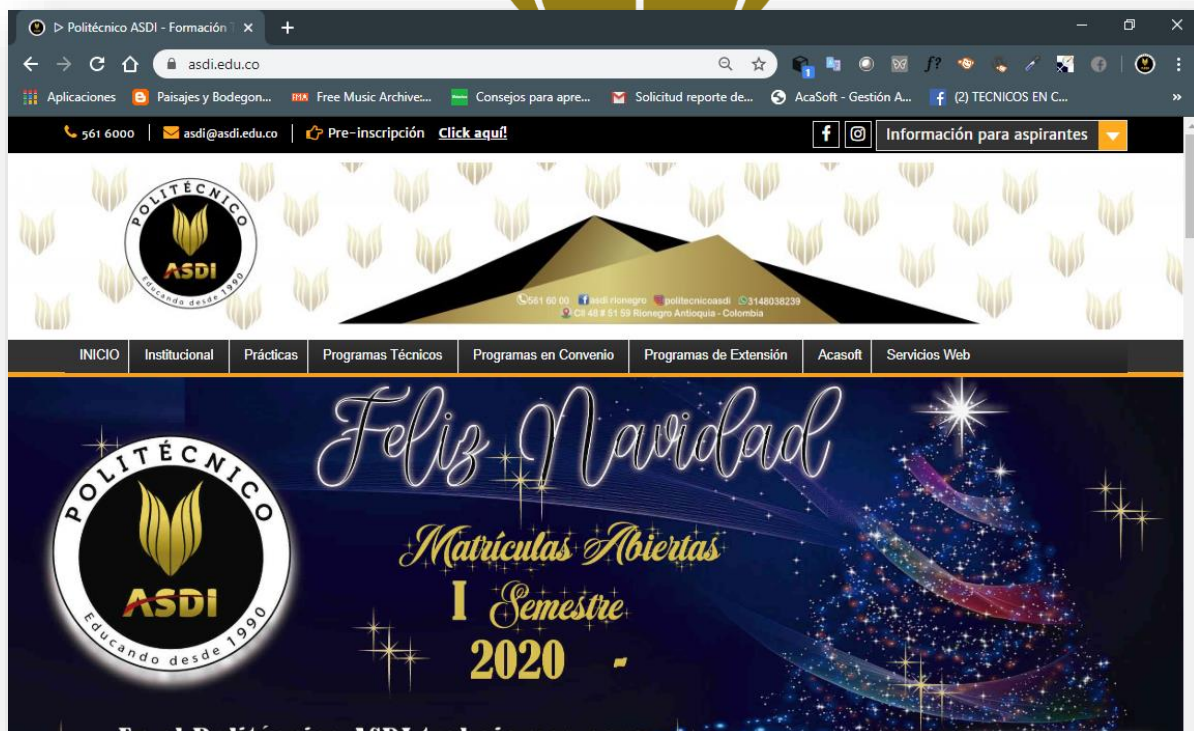 ▷ Politécnico ASDI - Formación T
asdi.edu.co
Aplicaciones Paisajes y Bodegon... FMA Free Music Archive:... Consejos para apre... Solicitud reporte de... AcaSoft - Gestión A... (2) TECNICOS EN C... »
561 6000 | asdi@asdi.edu.co | Pre-inscripción Click aquí! Información para aspirantes
POLITÉCNICO
ASDI
Educando desde 1990
561 60 00 asdi rionegro politecnicoasdi 3148038239
Cll 48 # 51 59 Rionegro Antioquia - Colombia
INICIO Institucional Prácticas Programas Técnicos Programas en Convenio Programas de Extensión Acasoft Servicios Web
Feliz Navidad
POLITÉCNICO
ASDI
Educando desde 1990
Matrículas Abiertas
I Semestre
2020 -